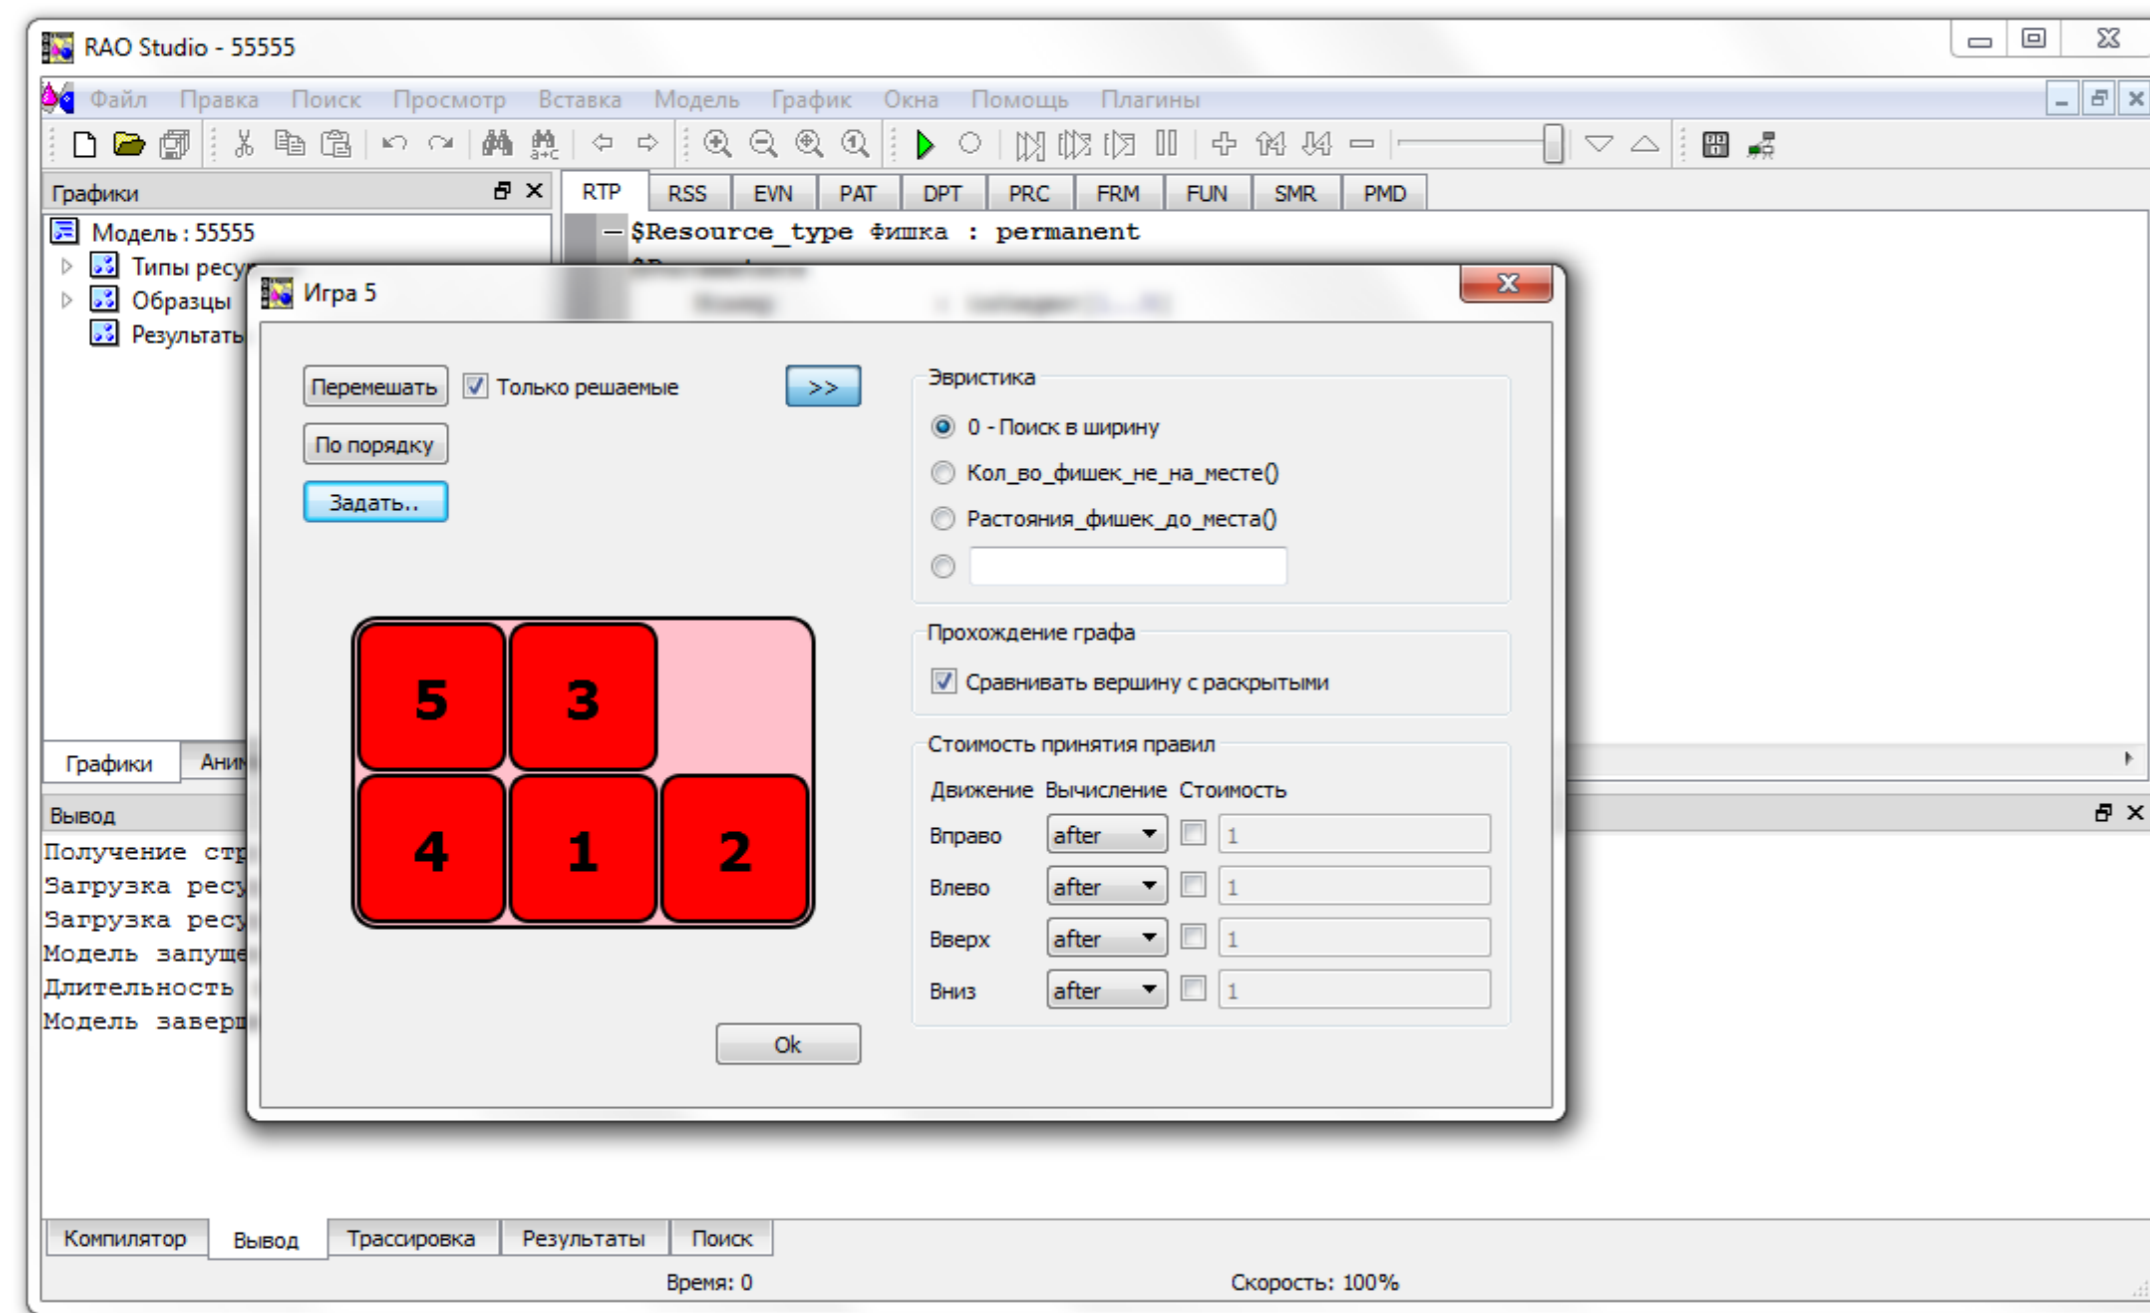 RAO Studio - 55555
Файл Правка Поиск Просмотр Вставка Модель График Окна Помощь Плагины
Графики
RTP RSS EVN PAT DPT PRC FRM FUN SMR PMD
Модель : 55555
$Resource_type Фишка : permanent
Типы ресу
Образцы
Результать
Игра 5
Перемешать Только решаемые >>
По порядку
Задать..
5 3
4 1 2
Ok
Эвристика
0 - Поиск в ширину
Кол_во_фишек_не_на_месте()
Растояния_фишек_до_места()
Прохождение графа
Сравнивать вершину с раскрытыми
Стоимость принятия правил
Движение Вычисление Стоимость
Вправо after 1
Влево after 1
Вверх after 1
Вниз after 1
Графики Аним
Вывод
Получение стр
Загрузка ресу
Загрузка ресу
Модель запуще
Длительность
Модель заверш
Компилятор Вывод Трассировка Результаты Поиск
Время: 0 Скорость: 100%